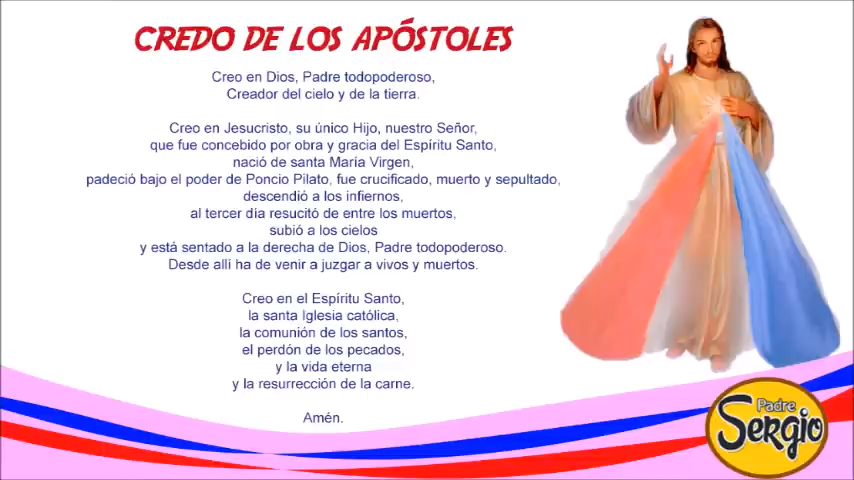 CREDO DE LOS APÓSTOLES
Creo en Dios, Padre todopoderoso,
Creador del cielo y de la tierra.
Creo en Jesucristo, su único Hijo, nuestro Señor,
que fue concebido por obra y gracia del Espíritu Santo,
nació de santa María Virgen,
padeció bajo el poder de Poncio Pilato, fue crucificado, muerto y sepultado,
descendió a los infiernos,
al tercer día resucitó de entre los muertos,
subió a los cielos
y está sentado a la derecha de Dios, Padre todopoderoso.
Desde allí ha de venir a juzgar a vivos y muertos.
Creo en el Espíritu Santo,
la santa Iglesia católica,
la comunión de los santos,
el perdón de los pecados,
y la vida eterna
y la resurrección de la carne.
Amén.
Padre
Sergio